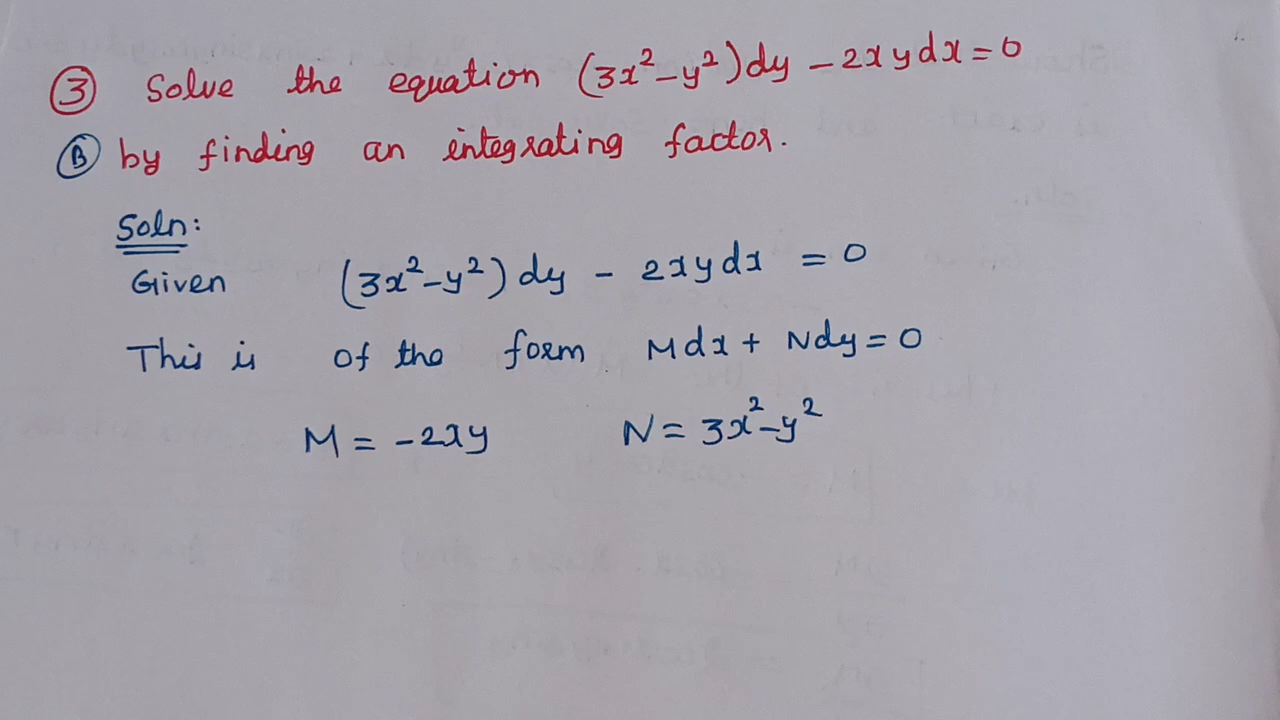 ③ Solve the equation (3x²-y²)dy - 2xydx = 0
Ⓑ by finding an integrating factor.
Soln:
Given (3x²-y²)dy - 2xydx = 0
This is of the form Mdx + Ndy = 0
M = -2xy N = 3x²-y²